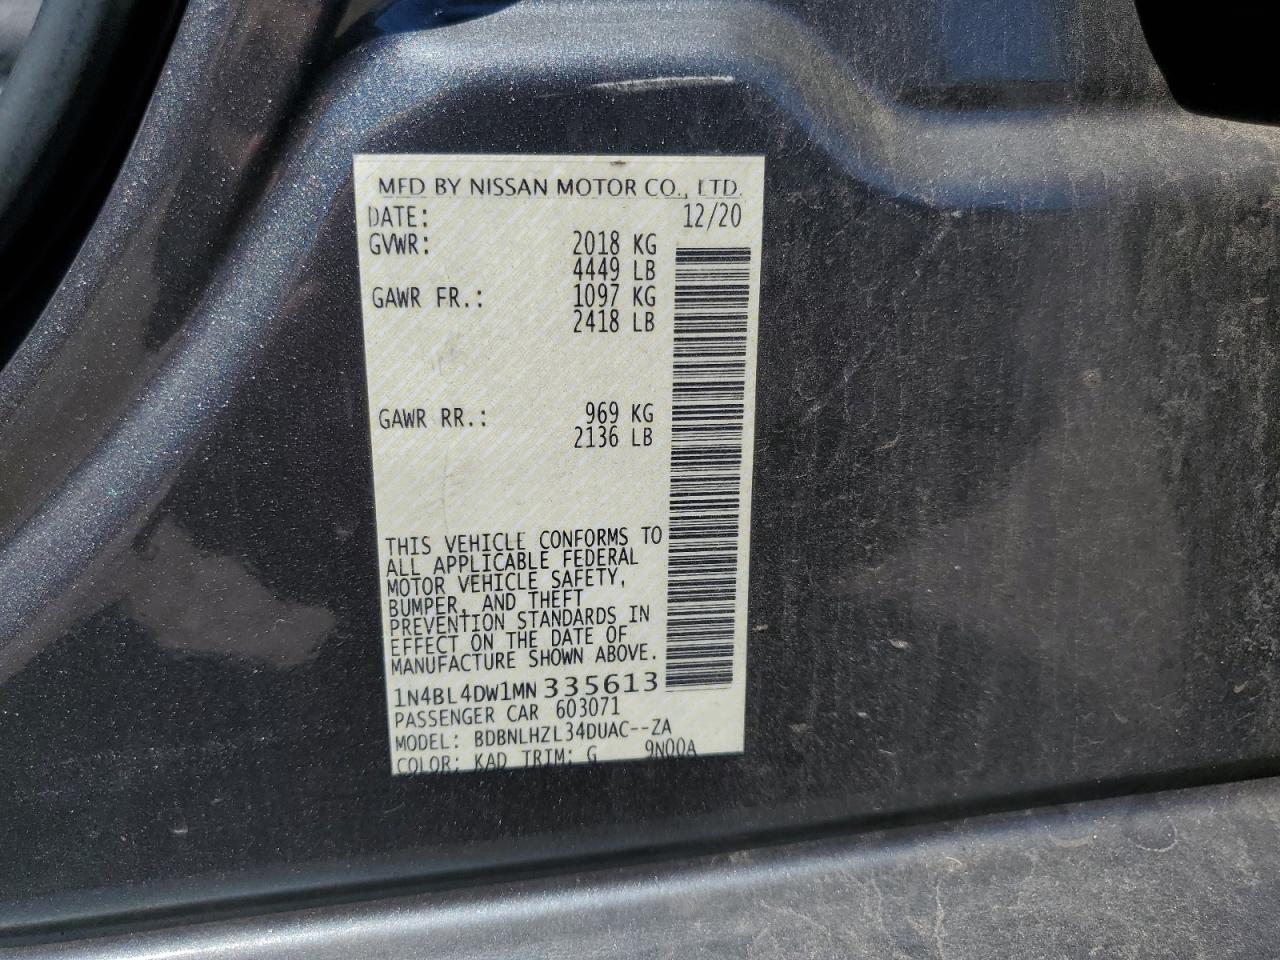 MFD BY NISSAN MOTOR CO., LTD.
DATE: 12/20
GVWR: 2018 KG
4449 LB
GAWR FR.: 1097 KG
2418 LB
GAWR RR.: 969 KG
2136 LB
THIS VEHICLE CONFORMS TO
ALL APPLICABLE FEDERAL
MOTOR VEHICLE SAFETY,
BUMPER, AND THEFT
PREVENTION STANDARDS IN
EFFECT ON THE DATE OF
MANUFACTURE SHOWN ABOVE.
1N4BL4DW1MN335613
PASSENGER CAR 603071
MODEL: BDBNLHZL34DUAC--ZA
COLOR: KAD TRIM: G 9N00A